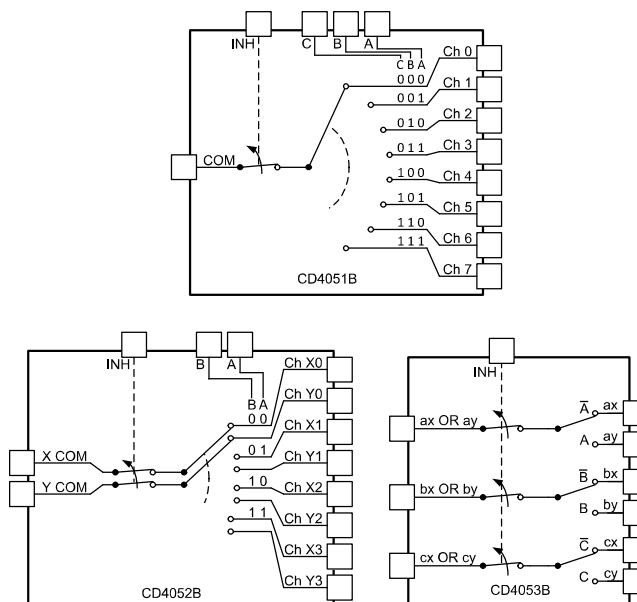 INH C B A
C B A
0 0 0 Ch 0
0 0 1 Ch 1
0 1 0 Ch 2
0 1 1 Ch 3
COM
1 0 0 Ch 4
1 0 1 Ch 5
1 1 0 Ch 6
1 1 1 Ch 7
CD4051B
INH B A
Ch X0
B A
0 0 Ch Y0
Ch X1
0 1 Ch Y1
X COM
1 0 Ch X2
Y COM
Ch Y2
1 1 Ch X3
Ch Y3
CD4052B
INH
ax OR ay A̅ ax
A ay
bx OR by B̅ bx
B by
cx OR cy C̅ cx
C cy
CD4053B